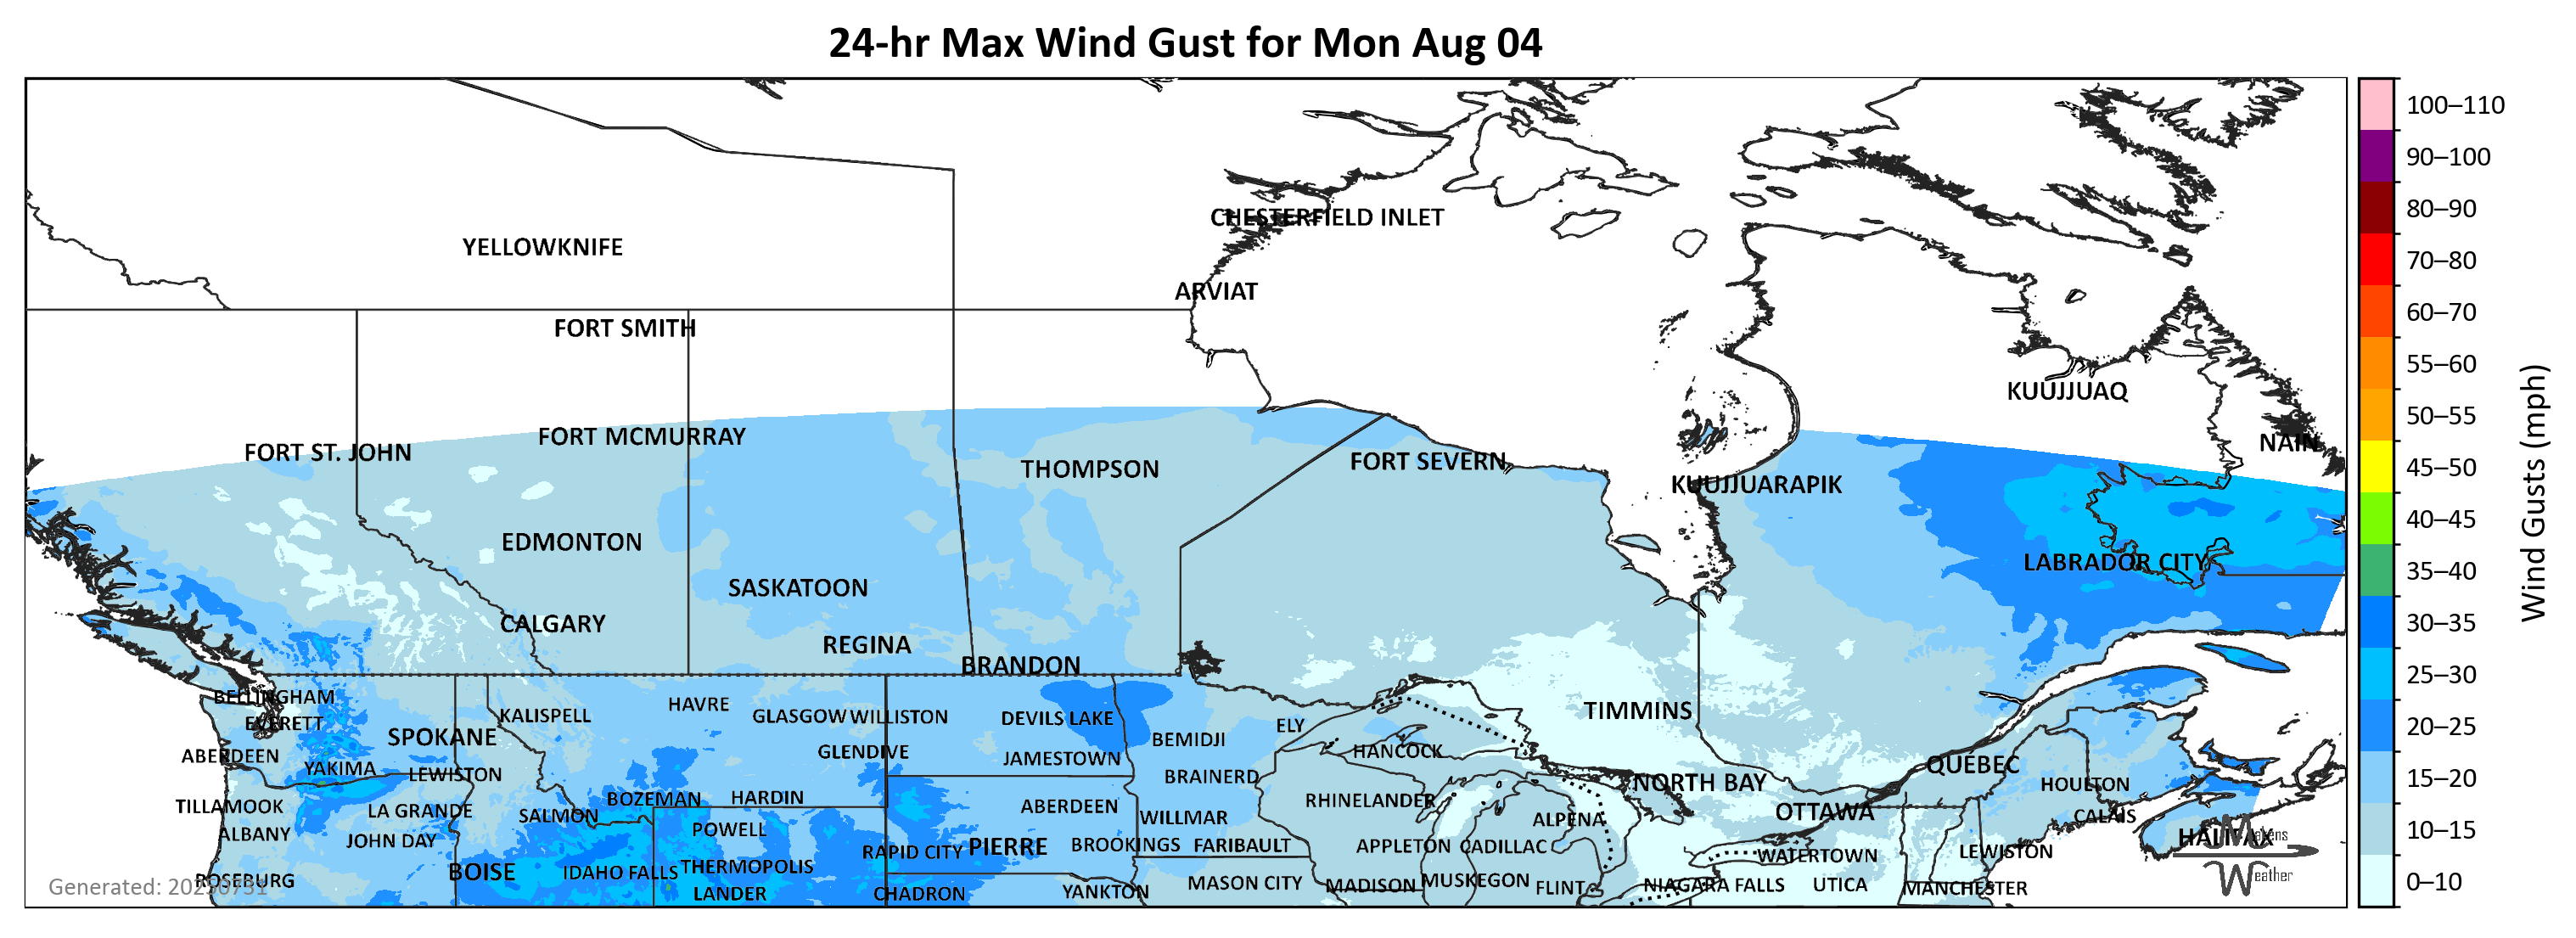 24-hr Max Wind Gust for Mon Aug 04
CHESTERFIELD INLET
YELLOWKNIFE
ARVIAT
FORT SMITH
KUUJJUAQ
FORT MCMURRAY
NAIN
FORT ST. JOHN
FORT SEVERN
THOMPSON
KUUJJUARAPIK
EDMONTON
LABRADOR CITY
SASKATOON
CALGARY
REGINA
BRANDON
BELLINGHAM
HAVRE
TIMMINS
KALISPELL
GLASGOW WILLISTON
DEVILS LAKE
EVERETT
ELY
SPOKANE
BEMIDJI
GLENDIVE
HANCOCK
ABERDEEN
JAMESTOWN
QUÉBEC
YAKIMA
LEWISTON
BRAINERD
NORTH BAY
HOULTON
BOZEMAN
HARDIN
RHINELANDER
TILLAMOOK
ABERDEEN
LA GRANDE
OTTAWA
SALMON
WILLMAR
CALAIS
ALPENA
POWELL
ALBANY
HALIFAX
JOHN DAY
RAPID CITY PIERRE
BROOKINGS FARIBAULT
APPLETON CADILLAC
LEWISTON
WATERTOWN
THERMOPOLIS
BOISE
IDAHO FALLS
ROSEBURG
MASON CITY
MADISON MUSKEGON
NIAGARA FALLS
UTICA
FLINT
MANCHESTER
LANDER
CHADRON
YANKTON
Generated: 20250731
Makens
Weather
100–110
90–100
80–90
70–80
60–70
55–60
50–55
45–50
40–45
35–40
30–35
25–30
20–25
15–20
10–15
0–10
Wind Gusts (mph)